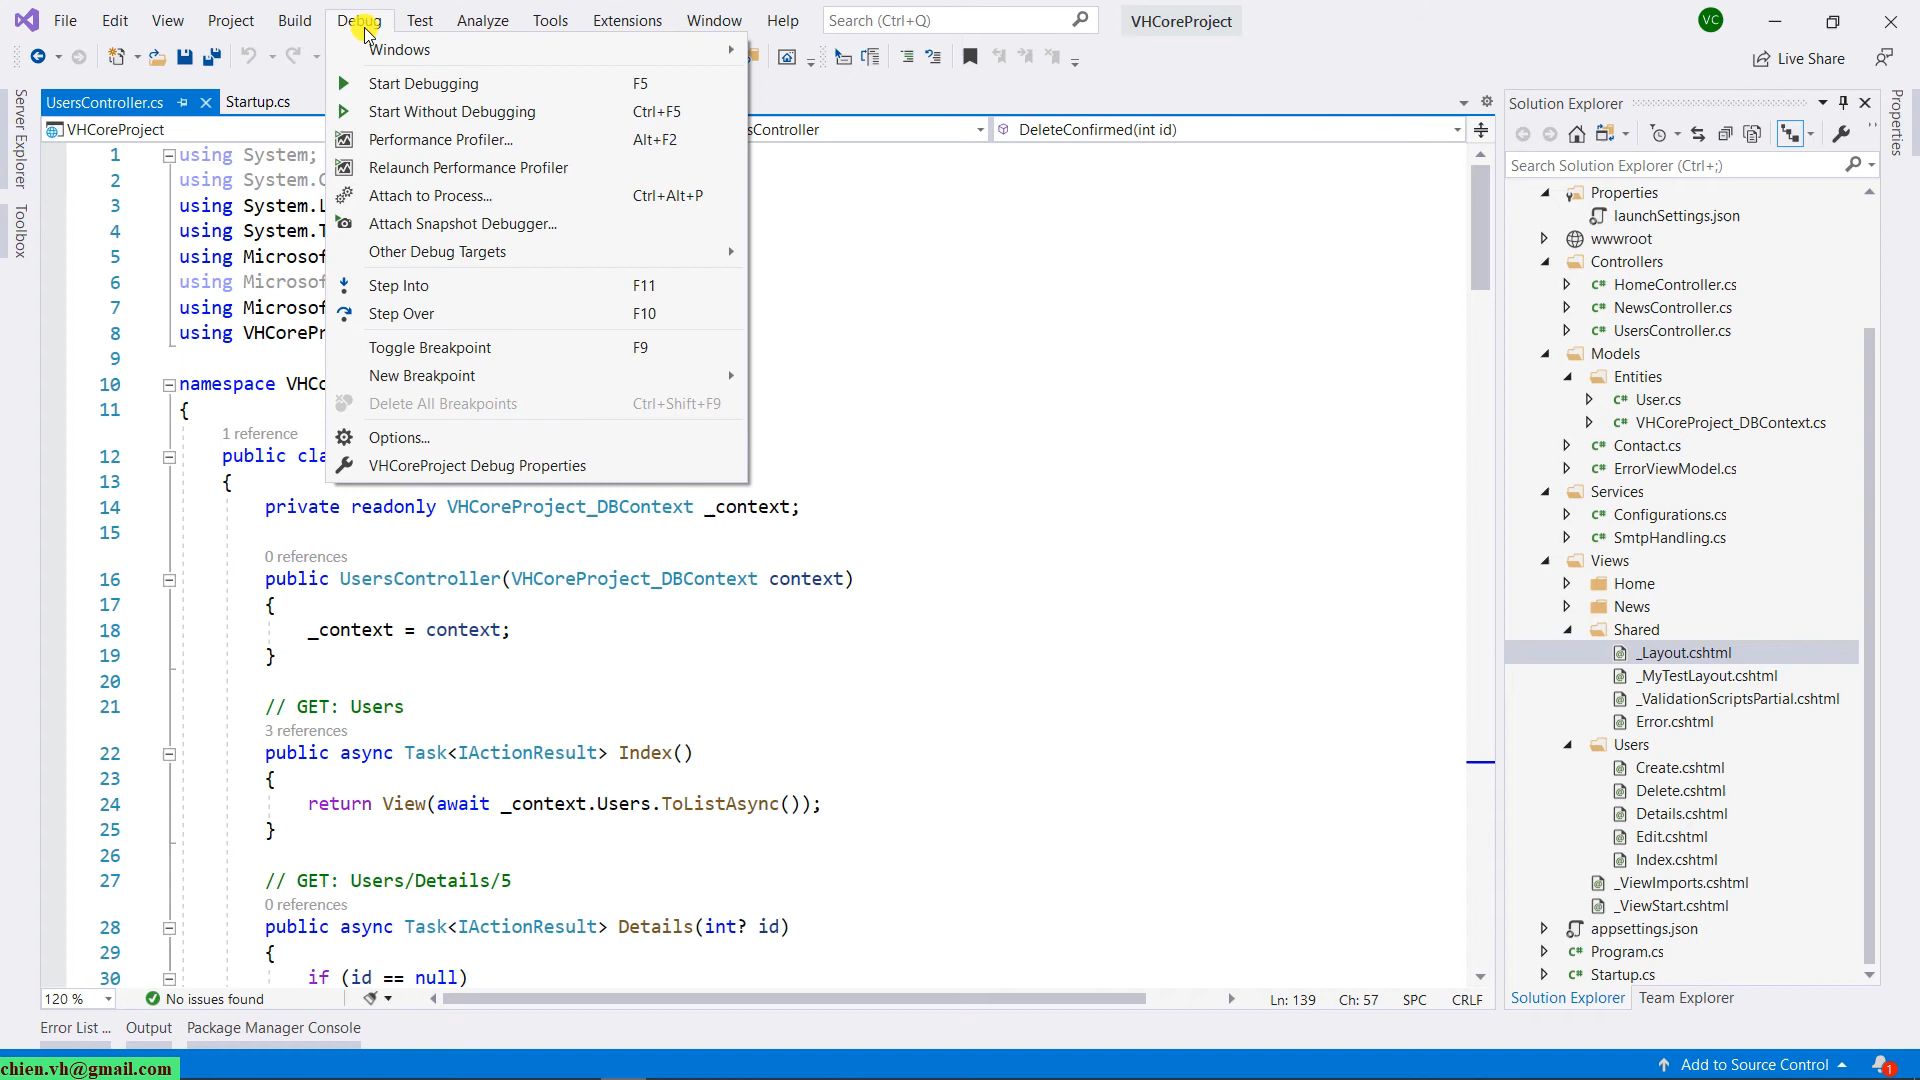 File Edit View Project Build Debug Test Analyze Tools Extensions Window Help Search (Ctrl+Q) VHCoreProject VC
Live Share
Server Explorer
Toolbox
Windows
Start Debugging F5
Start Without Debugging Ctrl+F5
Performance Profiler... Alt+F2
Relaunch Performance Profiler
Attach to Process... Ctrl+Alt+P
Attach Snapshot Debugger...
Other Debug Targets
Step Into F11
Step Over F10
Toggle Breakpoint F9
New Breakpoint
Delete All Breakpoints Ctrl+Shift+F9
Options...
VHCoreProject Debug Properties
UsersController.cs Startup.cs
VHCoreProject sController DeleteConfirmed(int id)
1 using System;
2 using System.
3 using System.L
4 using System.T
5 using Microsof
6 using Microsof
7 using Microsof
8 using VHCorePr
9
10 namespace VHCo
11 {
1 reference
12 public cla
13 {
14 private readonly VHCoreProject_DBContext _context;
15
0 references
16 public UsersController(VHCoreProject_DBContext context)
17 {
18 _context = context;
19 }
20
21 // GET: Users
3 references
22 public async Task<IActionResult> Index()
23 {
24 return View(await _context.Users.ToListAsync());
25 }
26
27 // GET: Users/Details/5
0 references
28 public async Task<IActionResult> Details(int? id)
29 {
30 if (id == null)
120 % No issues found Ln: 139 Ch: 57 SPC CRLF
Error List ... Output Package Manager Console
Solution Explorer
Search Solution Explorer (Ctrl+;)
Properties
launchSettings.json
wwwroot
Controllers
HomeController.cs
NewsController.cs
UsersController.cs
Models
Entities
User.cs
VHCoreProject_DBContext.cs
Contact.cs
ErrorViewModel.cs
Services
Configurations.cs
SmtpHandling.cs
Views
Home
News
Shared
_Layout.cshtml
_MyTestLayout.cshtml
_ValidationScriptsPartial.cshtml
Error.cshtml
Users
Create.cshtml
Delete.cshtml
Details.cshtml
Edit.cshtml
Index.cshtml
_ViewImports.cshtml
_ViewStart.cshtml
appsettings.json
Program.cs
Startup.cs
Solution Explorer Team Explorer
Properties
chien.vh@gmail.com
Add to Source Control 1